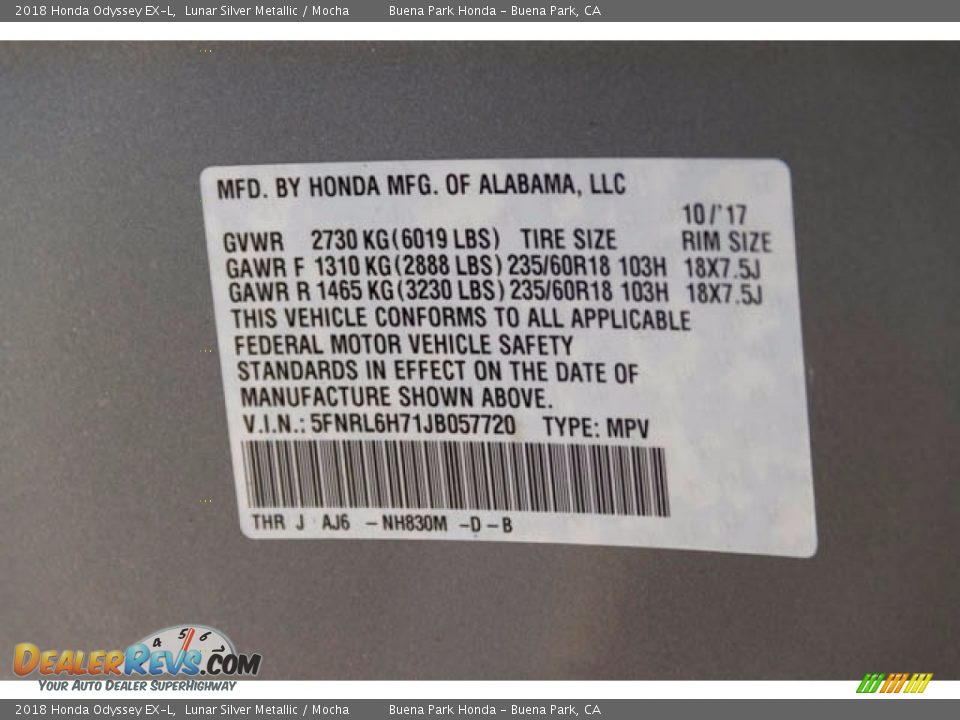 2018 Honda Odyssey EX-L, Lunar Silver Metallic / Mocha Buena Park Honda - Buena Park, CA
MFD. BY HONDA MFG. OF ALABAMA, LLC
10/'17
GVWR 2730 KG(6019 LBS) TIRE SIZE RIM SIZE
GAWR F 1310 KG(2888 LBS) 235/60R18 103H 18X7.5J
GAWR R 1465 KG(3230 LBS) 235/60R18 103H 18X7.5J
THIS VEHICLE CONFORMS TO ALL APPLICABLE
FEDERAL MOTOR VEHICLE SAFETY
STANDARDS IN EFFECT ON THE DATE OF
MANUFACTURE SHOWN ABOVE.
V.I.N.: 5FNRL6H71JB057720 TYPE: MPV
THR J AJ6 -NH830M -D-B
4 5 6 7
DealerRevs.com
Your Auto Dealer SuperHighway
2018 Honda Odyssey EX-L, Lunar Silver Metallic / Mocha Buena Park Honda - Buena Park, CA